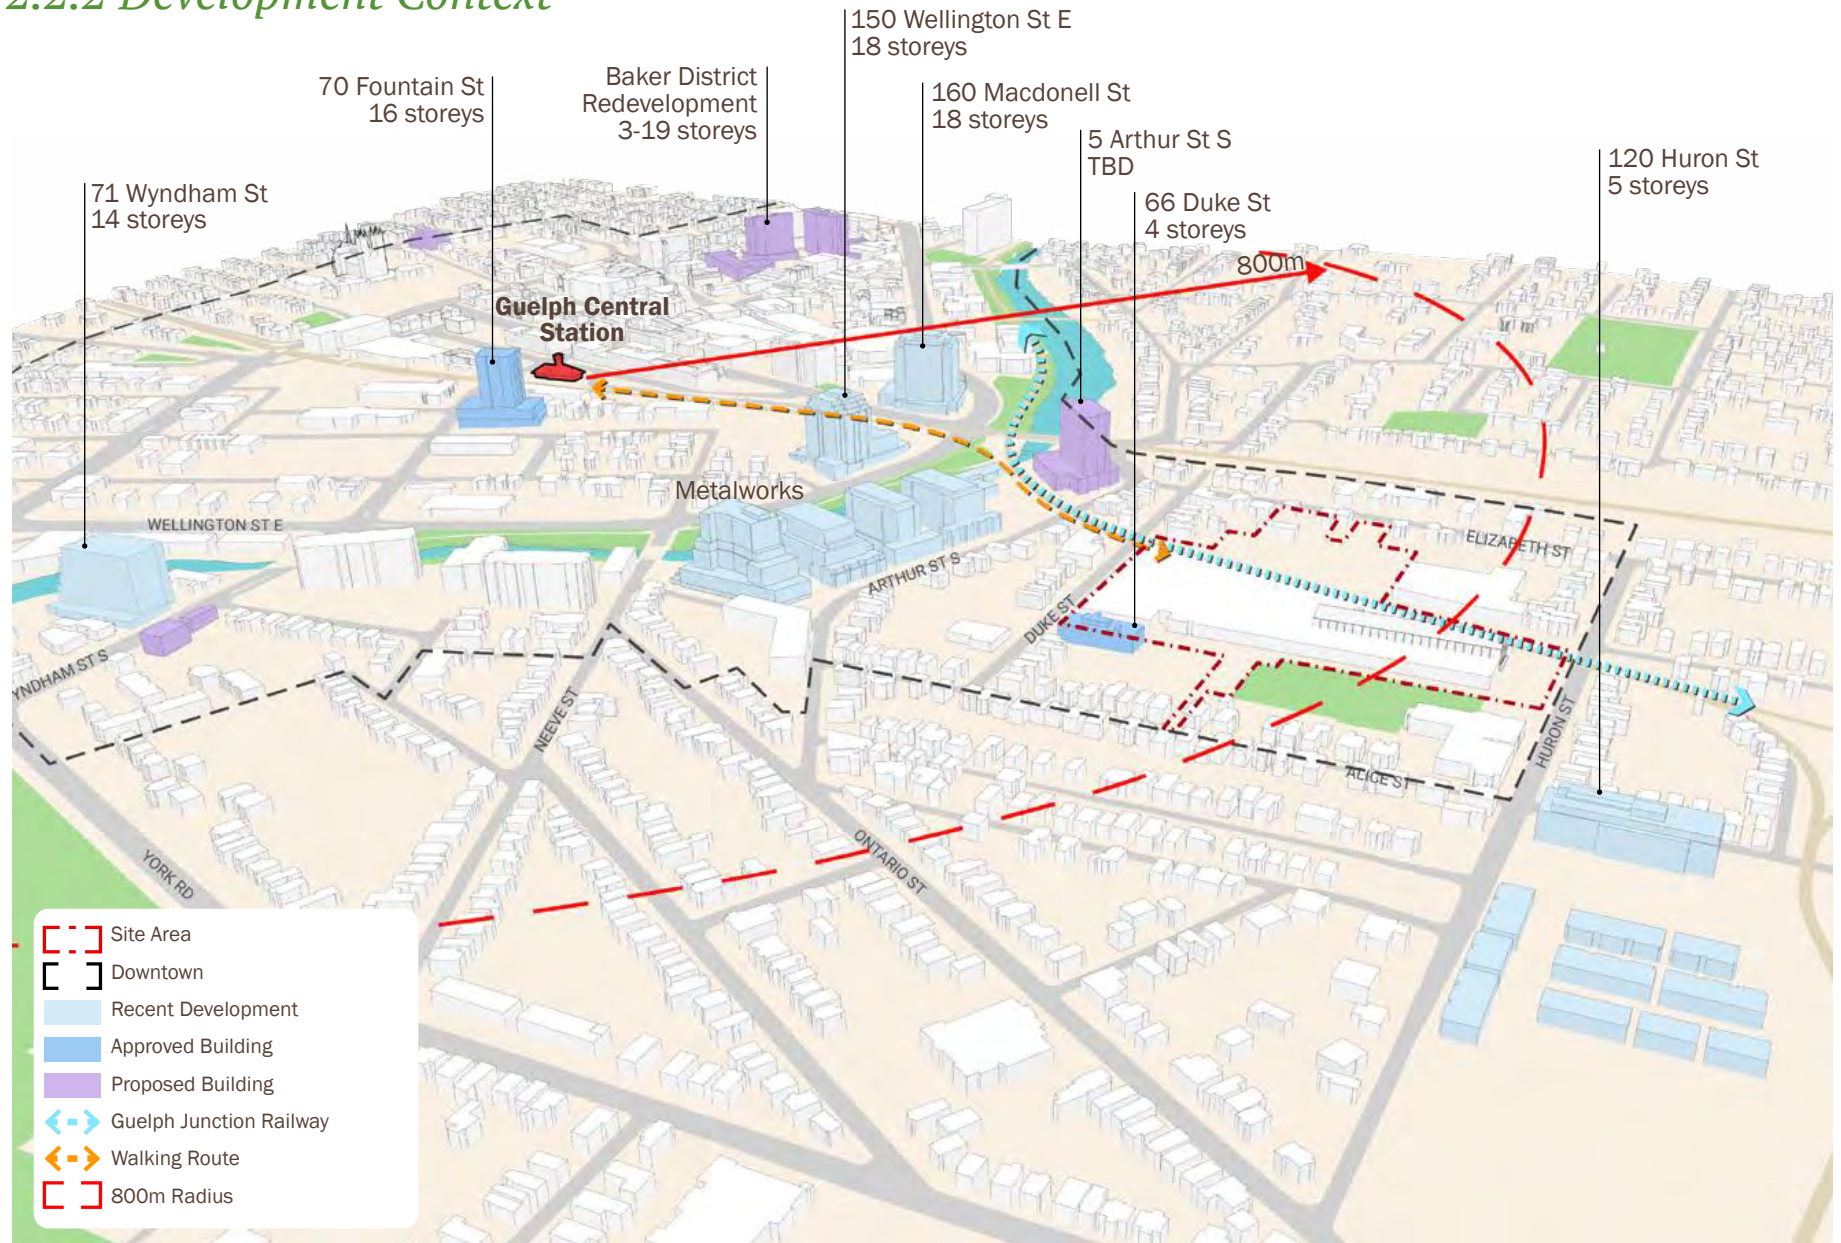 2.2.2 Development Context
150 Wellington St E
18 storeys
70 Fountain St
16 storeys
Baker District
Redevelopment
3-19 storeys
160 Macdonell St
18 storeys
5 Arthur St S
TBD
120 Huron St
5 storeys
71 Wyndham St
14 storeys
66 Duke St
4 storeys
800m
Guelph Central
Station
Metalworks
WELLINGTON ST E
ELIZABETH ST
ARTHUR ST S
DUKE ST
YNDHAM ST S
NEEVE ST
HURON ST
ALICE ST
YORK RD
ONTARIO ST
Site Area
Downtown
Recent Development
Approved Building
Proposed Building
Guelph Junction Railway
Walking Route
800m Radius